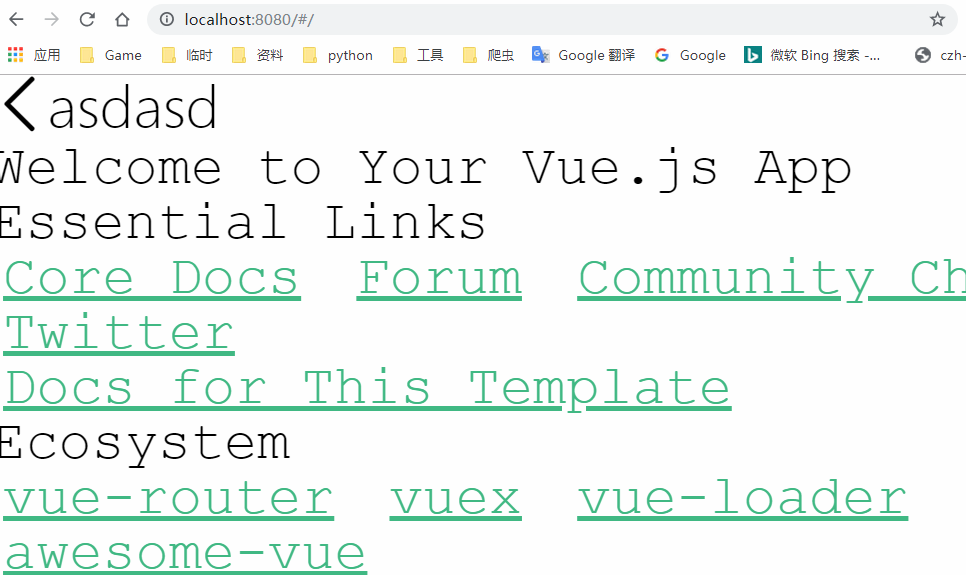 localhost:8080/#/
应用 Game 临时 资料 python 工具 爬虫 Google 翻译 Google 微软 Bing 搜索 -... czh-
asdasd
Welcome to Your Vue.js App
Essential Links
Core Docs Forum Community Ch
Twitter
Docs for This Template
Ecosystem
vue-router vuex vue-loader
awesome-vue